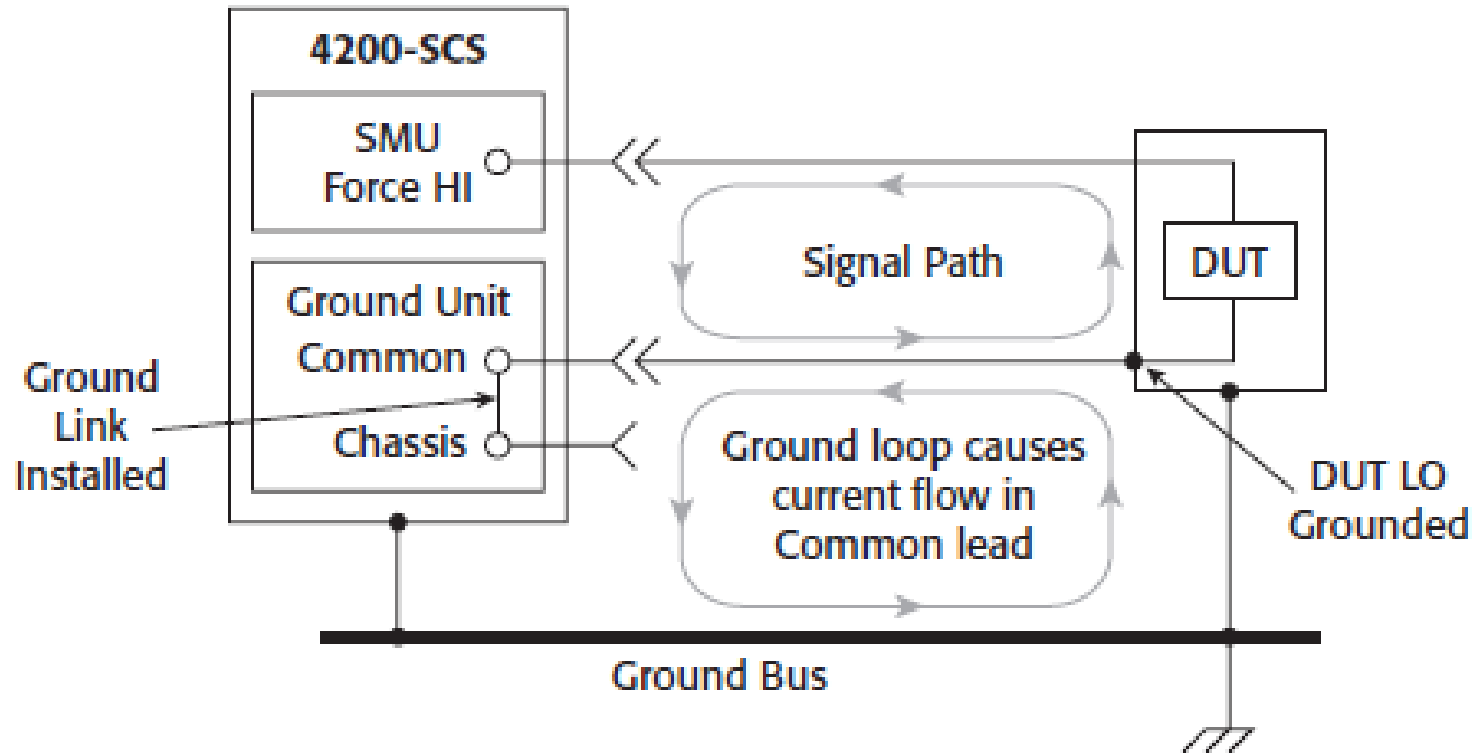 4200-SCS
SMU
Force HI
Signal Path
DUT
Ground Unit
Common
Chassis
Ground
Link
Installed
Ground loop causes
current flow in
Common lead
DUT LO
Grounded
Ground Bus